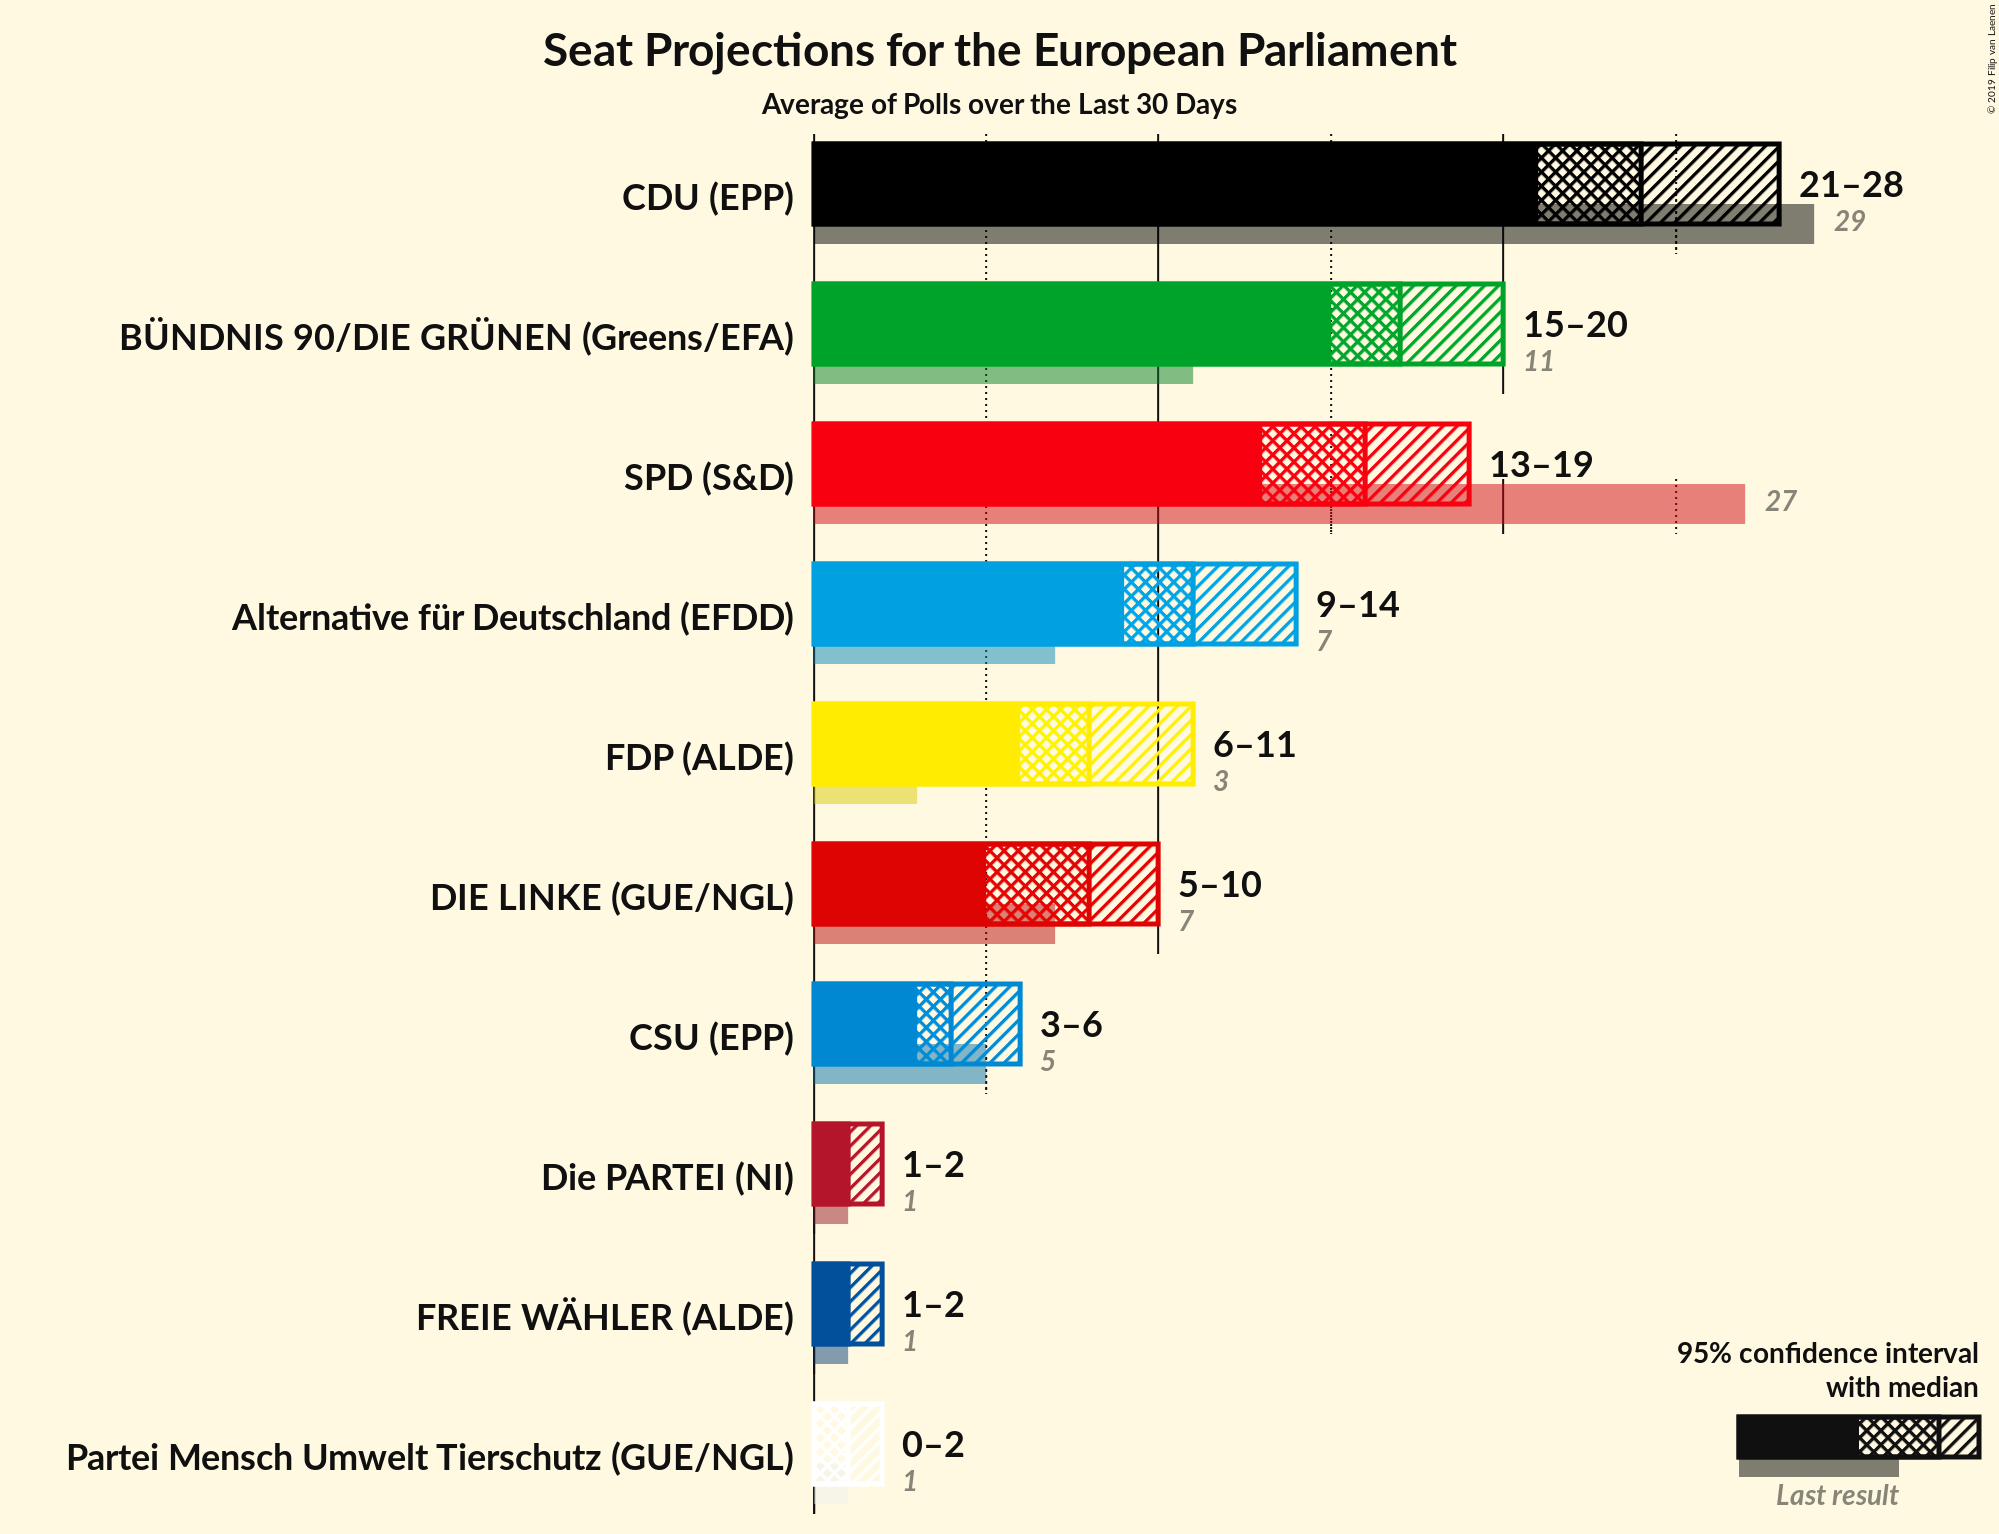 Seat Projections for the European Parliament
Average of Polls over the Last 30 Days
© 2019 Filip van Laenen
CDU (EPP)
21–28
29
BÜNDNIS 90/DIE GRÜNEN (Greens/EFA)
15–20
11
SPD (S&D)
13–19
27
Alternative für Deutschland (EFDD)
9–14
7
FDP (ALDE)
6–11
3
DIE LINKE (GUE/NGL)
5–10
7
CSU (EPP)
3–6
5
Die PARTEI (NI)
1–2
1
FREIE WÄHLER (ALDE)
1–2
1
Partei Mensch Umwelt Tierschutz (GUE/NGL)
0–2
1
95% confidence interval
with median
Last result